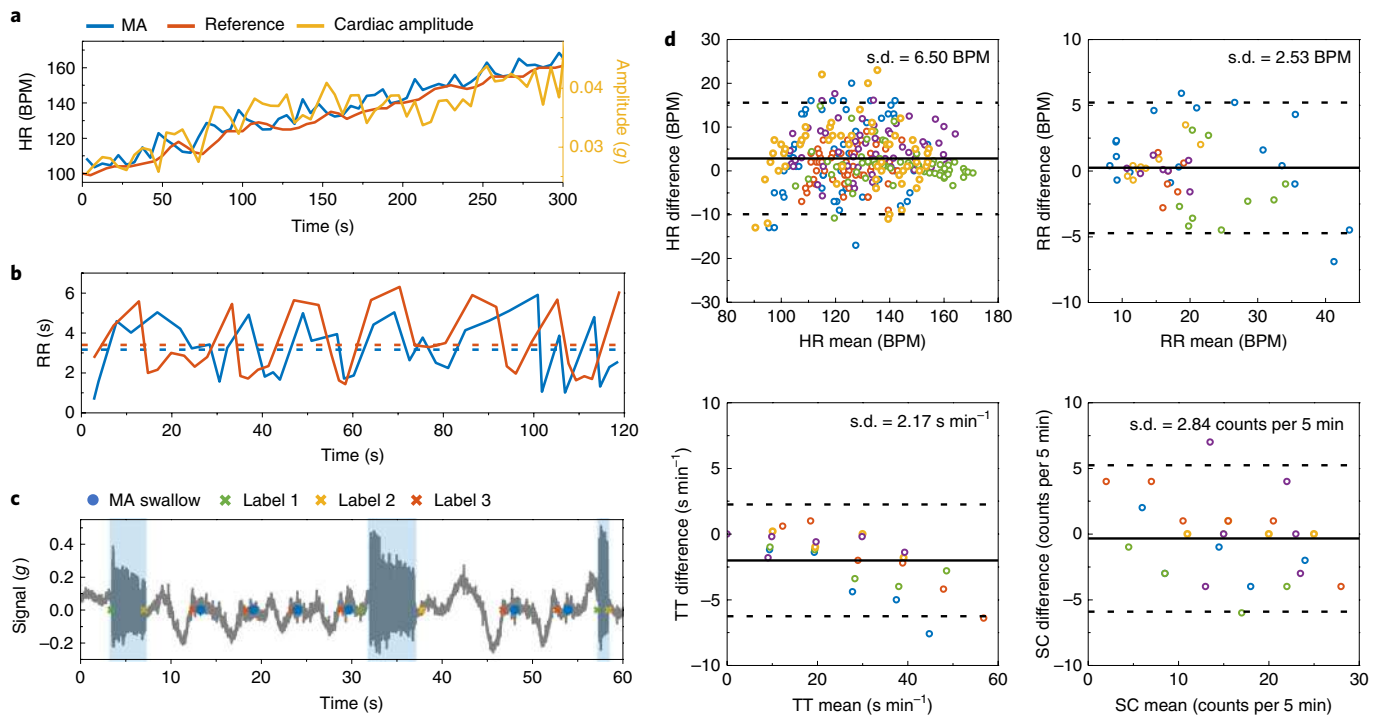 a
MA Reference Cardiac amplitude
HR (BPM)
160
140
120
100
0.04
0.03
Amplitude (g)
0 50 100 150 200 250 300
Time (s)
b
RR (s)
6
4
2
0
0 20 40 60 80 100 120
Time (s)
c
MA swallow Label 1 Label 2 Label 3
Signal (g)
0.4
0.2
0.0
−0.2
0 10 20 30 40 50 60
Time (s)
d
s.d. = 6.50 BPM
HR difference (BPM)
30
20
10
0
−10
−20
−30
80 100 120 140 160 180
HR mean (BPM)
s.d. = 2.53 BPM
RR difference (BPM)
10
5
0
−5
−10
10 20 30 40
RR mean (BPM)
s.d. = 2.17 s min−1
TT difference (s min−1)
10
5
0
−5
−10
0 20 40 60
TT mean (s min−1)
s.d. = 2.84 counts per 5 min
SC difference (counts per 5 min)
10
5
0
−5
−10
0 10 20 30
SC mean (counts per 5 min)